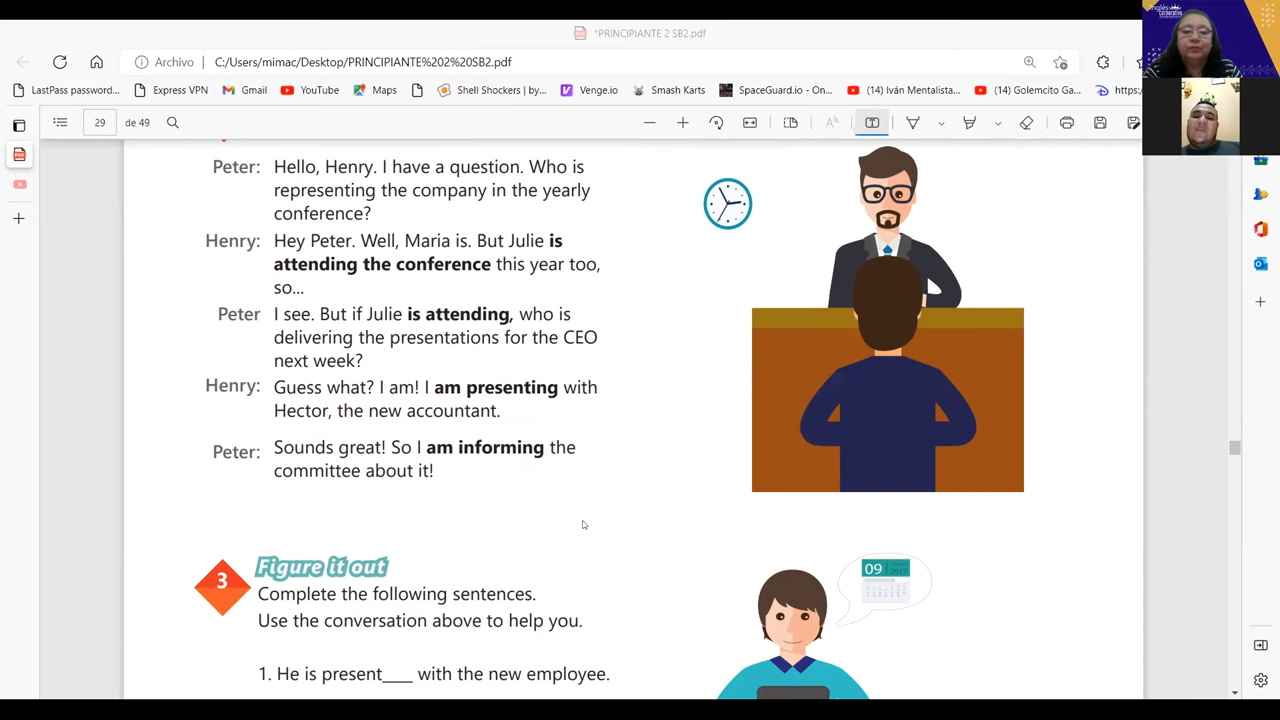 *PRINCIPIANTE 2 SB2.pdf
Archivo C:/Users/mimac/Desktop/PRINCIPIANTE%202%20SB2.pdf
LastPass password... Express VPN Gmail YouTube Maps Shell Shockers | by... Venge.io Smash Karts SpaceGuard.io - On... (14) Iván Mentalista... (14) Golemcito Ga... https:
29 de 49
Peter: Hello, Henry. I have a question. Who is
representing the company in the yearly
conference?
Henry: Hey Peter. Well, Maria is. But Julie is
attending the conference this year too,
so...
Peter I see. But if Julie is attending, who is
delivering the presentations for the CEO
next week?
Henry: Guess what? I am! I am presenting with
Hector, the new accountant.
Peter: Sounds great! So I am informing the
committee about it!
3 Figure it out
Complete the following sentences.
Use the conversation above to help you.
1. He is present____ with the new employee.
09